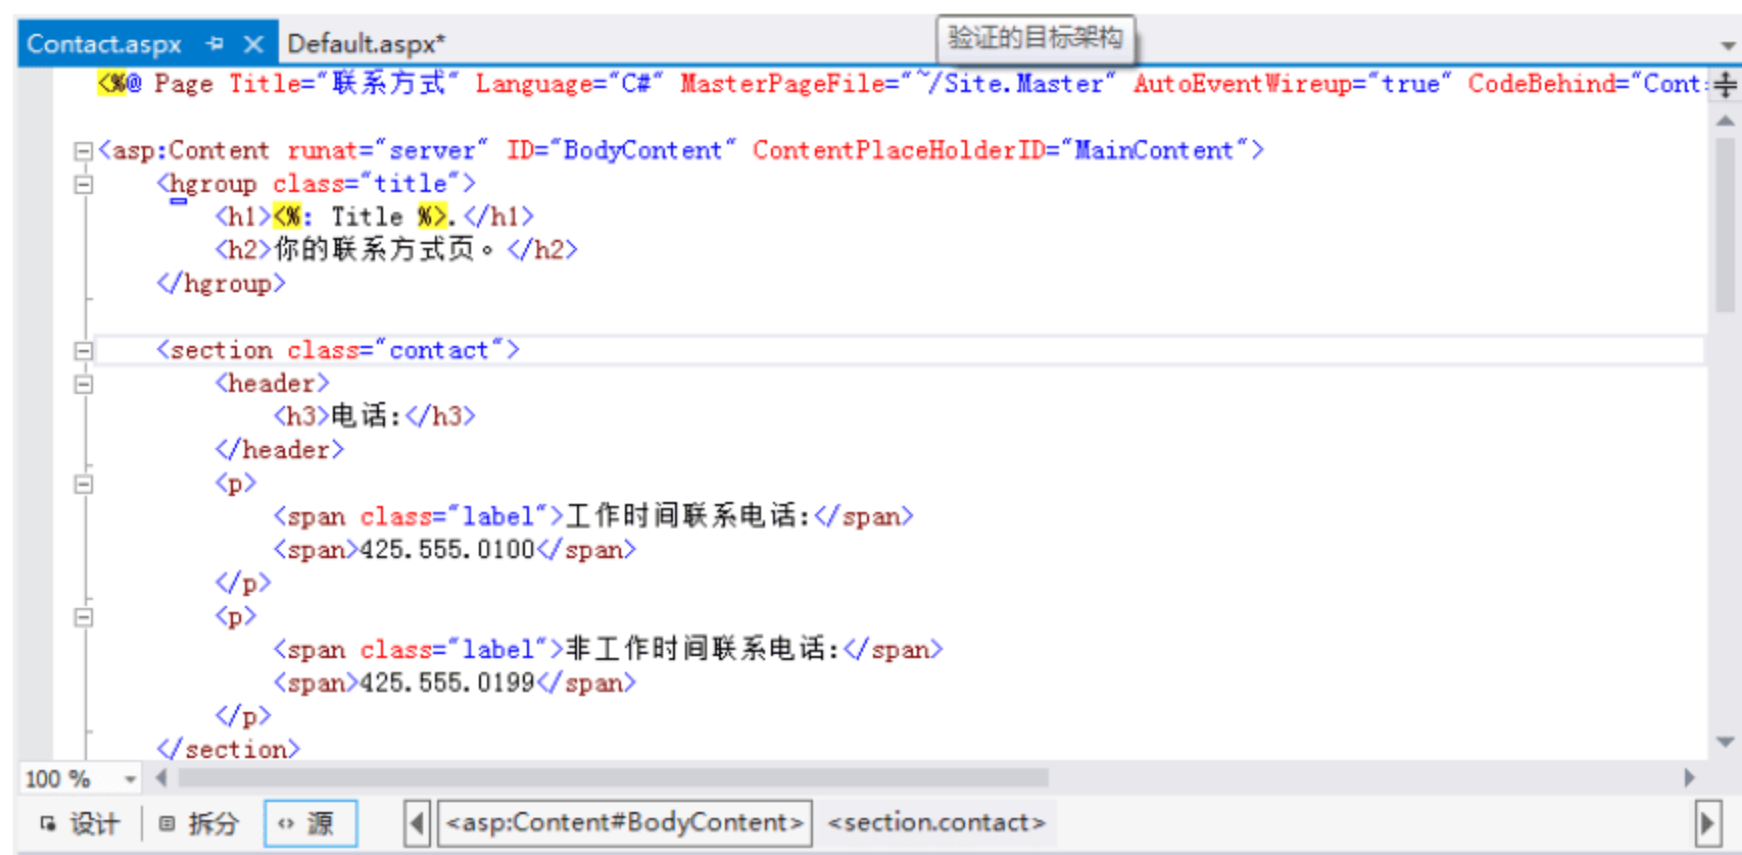 Contact.aspx Default.aspx*
验证的目标架构
<%@ Page Title="联系方式" Language="C#" MasterPageFile="~/Site.Master" AutoEventWireup="true" CodeBehind="Cont
<asp:Content runat="server" ID="BodyContent" ContentPlaceHolderID="MainContent">
<hgroup class="title">
<h1><%: Title %>.</h1>
<h2>你的联系方式页。</h2>
</hgroup>
<section class="contact">
<header>
<h3>电话:</h3>
</header>
<p>
<span class="label">工作时间联系电话:</span>
<span>425.555.0100</span>
</p>
<p>
<span class="label">非工作时间联系电话:</span>
<span>425.555.0199</span>
</p>
</section>
100 %
设计 拆分 源 <asp:Content#BodyContent> <section.contact>